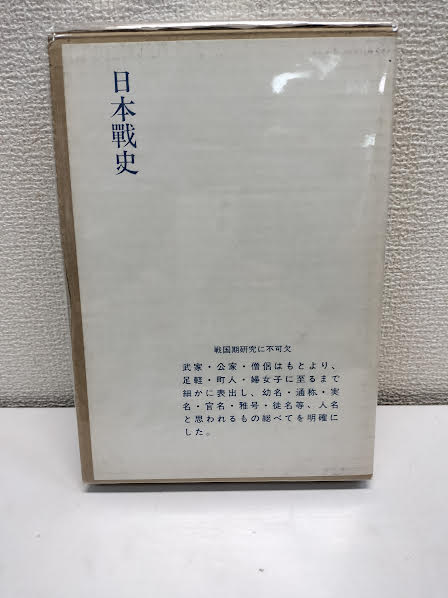 日本戰史
戦国期研究に不可欠
武家・公家・僧侶はもとより、
足軽・町人・婦女子に至るまで
細かに表出し、幼名・通称・実
名・官名・雅号・徒名等、人名
と思われるもの総べてを明確に
した。